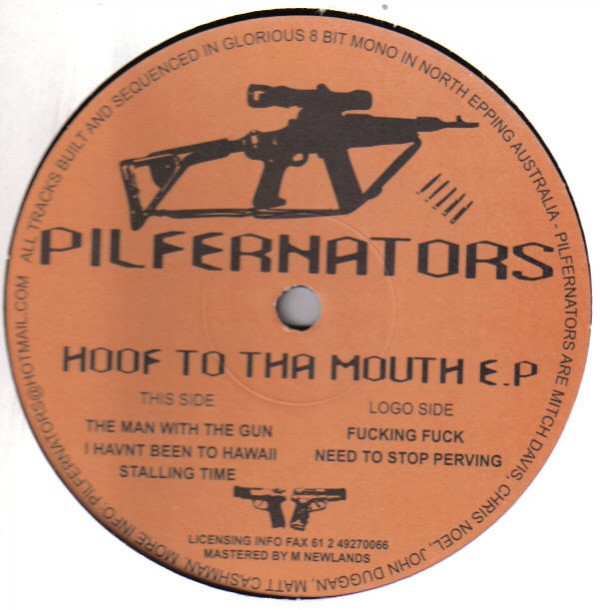 ALL TRACKS BUILT AND SEQUENCED IN GLORIOUS 8 BIT MONO IN NORTH EPPING AUSTRALIA - PILFERNATORS ARE MITCH DAVIS, CHRIS NOEL, JOHN DUGGAN, MATT CASHMAN, MORE INFO PILFERNATORS@HOTMAIL.COM
PILFERNATORS
HOOF TO THA MOUTH E.P
THIS SIDE
THE MAN WITH THE GUN
I HAVNT BEEN TO HAWAII
STALLING TIME
LOGO SIDE
FUCKING FUCK
NEED TO STOP PERVING
LICENSING INFO FAX 61 2 49270066
MASTERED BY M NEWLANDS